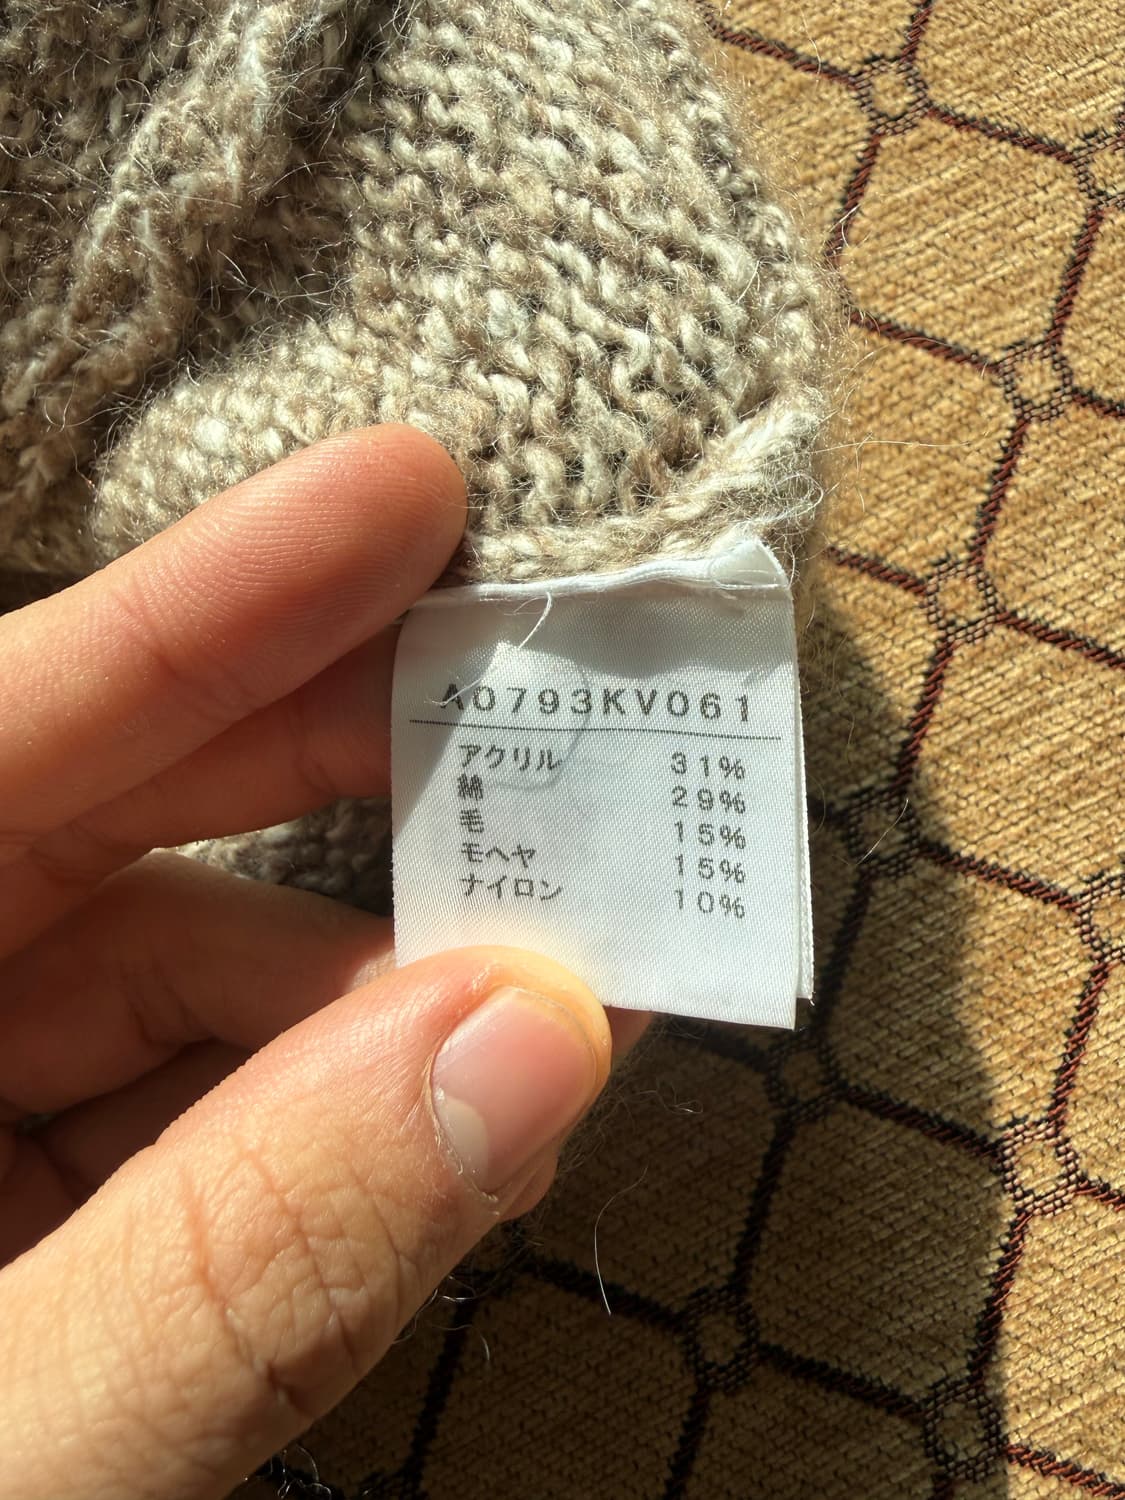 A0793KV061
アクリル 31%
綿 29%
毛 15%
モヘヤ 15%
ナイロン 10%